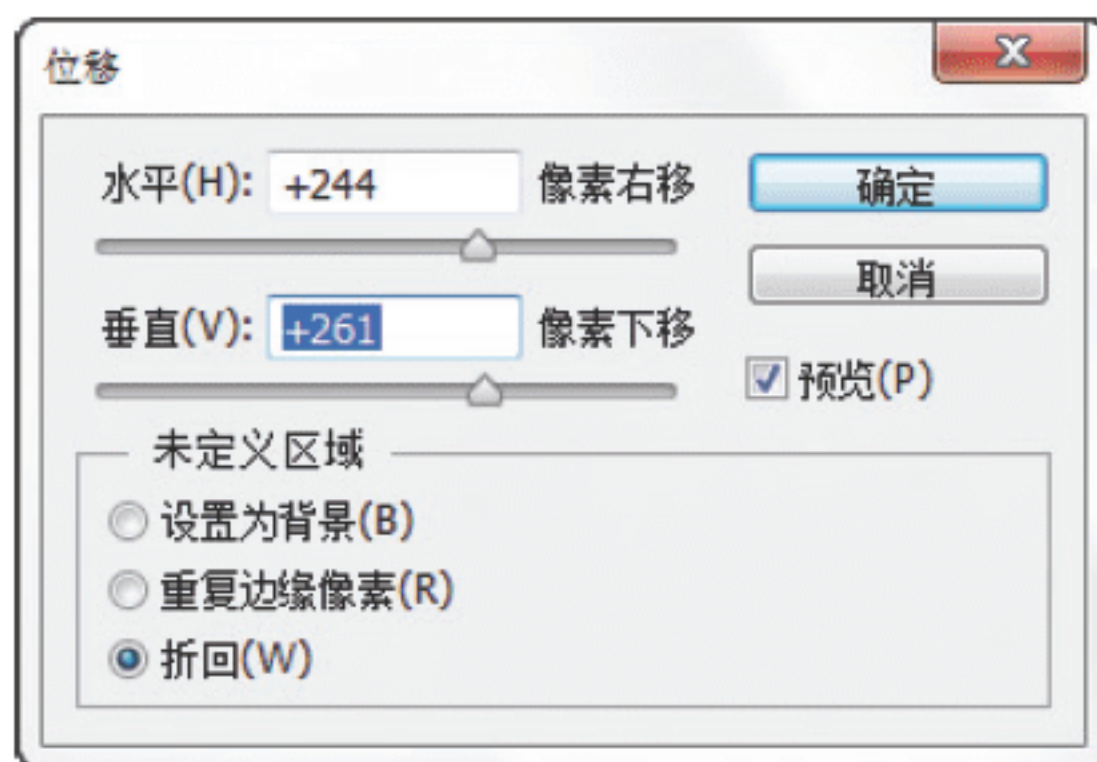 位移
水平(H): +244 像素右移
确定
取消
垂直(V): +261 像素下移
预览(P)
未定义区域
设置为背景(B)
重复边缘像素(R)
折回(W)